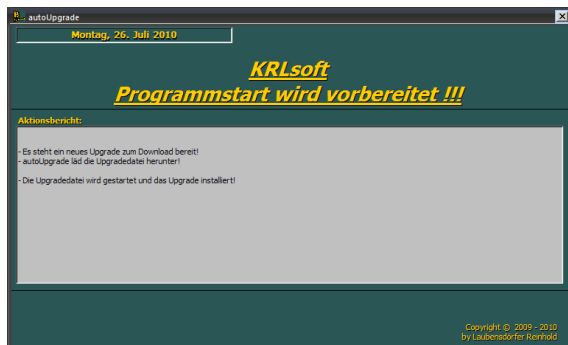 autoUpgrade
Montag, 26. Juli 2010
KRLsoft
Programmstart wird vorbereitet !!!
Aktionsbericht:
- Es steht ein neues Upgrade zum Download bereit!
- autoUpgrade läd die Upgradedatei herunter!
- Die Upgradedatei wird gestartet und das Upgrade installiert!
Copyright © 2009 - 2010
by Laubensdörfer Reinhold